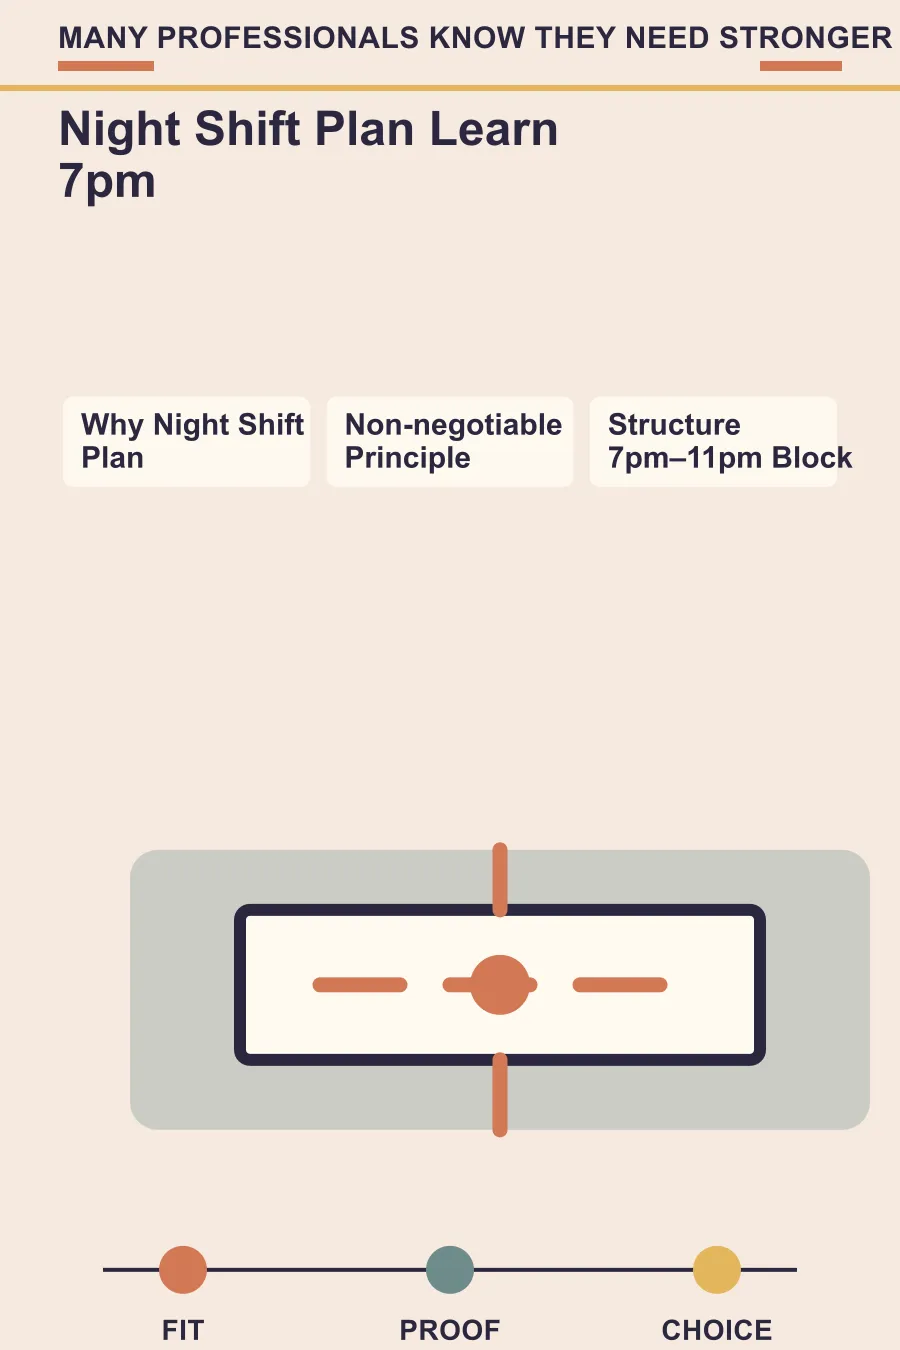 MANY PROFESSIONALS KNOW THEY NEED STRONGER
Night Shift Plan Learn
7pm
Why Night Shift
Plan
Non-negotiable
Principle
Structure
7pm–11pm Block
FIT
PROOF
CHOICE